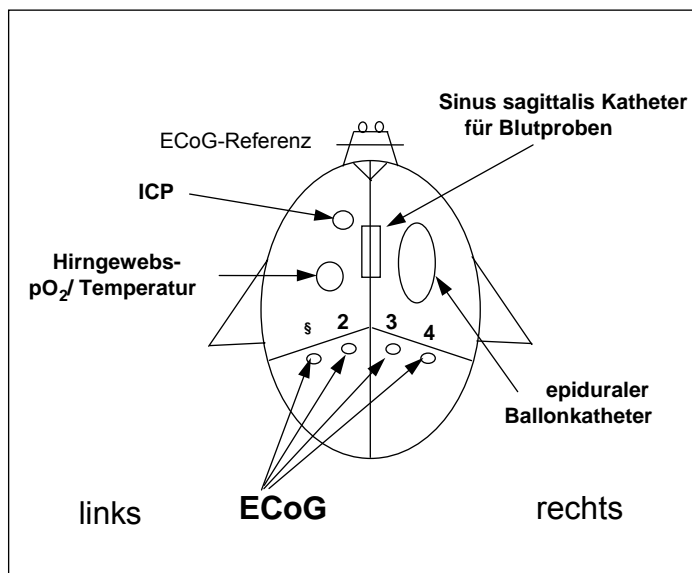 Sinus sagittalis Katheter
für Blutproben
ECoG-Referenz
ICP
Hirngewebs-
pO2/ Temperatur
§ 2 3 4
epiduraler
Ballonkatheter
links
ECoG
rechts